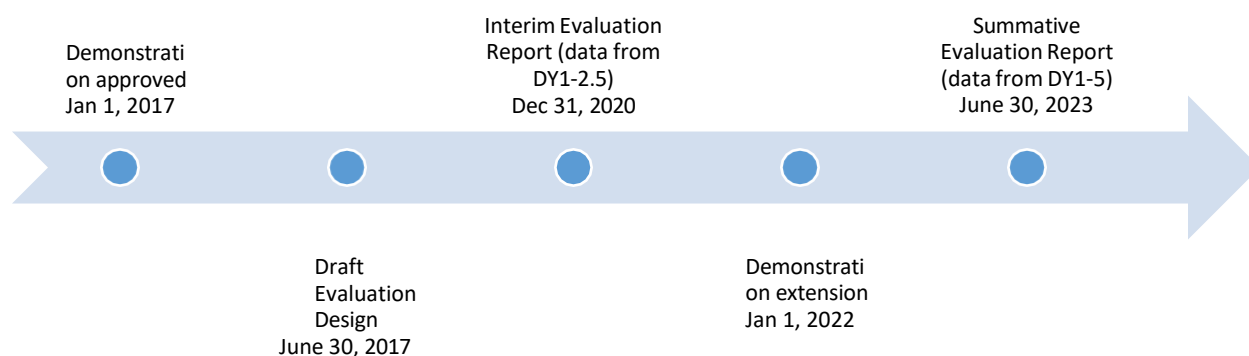 Demonstrati
on approved
Jan 1, 2017
Interim Evaluation
Report (data from
DY1-2.5)
Dec 31, 2020
Summative
Evaluation Report
(data from DY1-5)
June 30, 2023
Draft
Evaluation
Design
June 30, 2017
Demonstrati
on extension
Jan 1, 2022